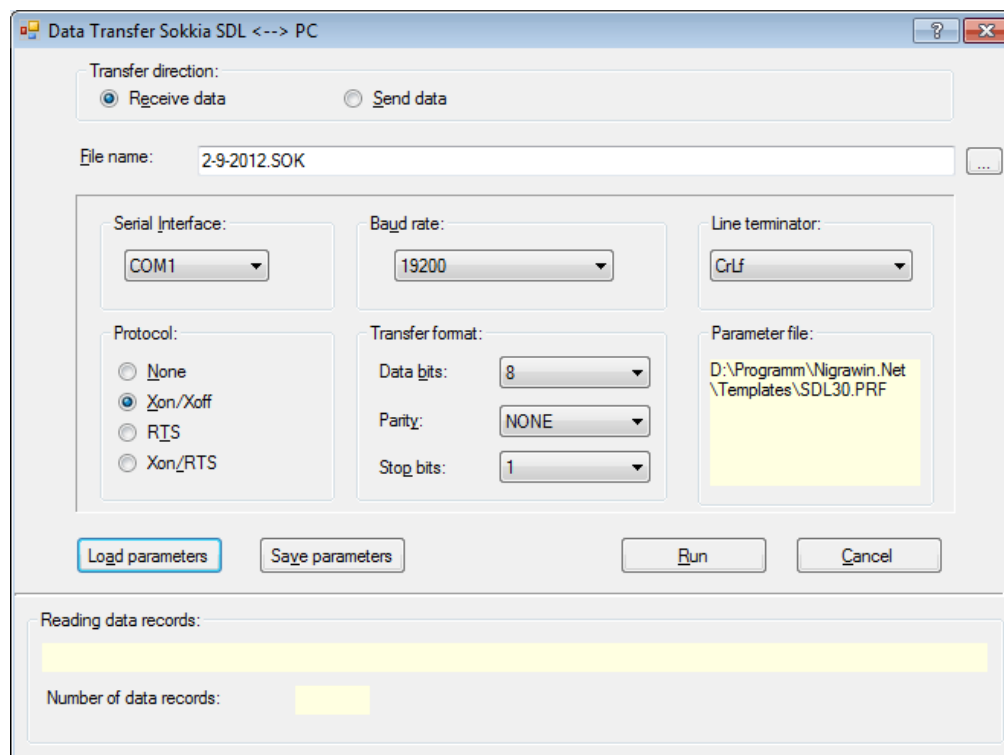 Data Transfer Sokkia SDL <--> PC
Transfer direction:
Receive data
Send data
File name:
2-9-2012.SOK
...
Serial Interface:
Baud rate:
Line terminator:
COM1
19200
CrLf
Protocol:
Transfer format:
Parameter file:
None
Data bits:
8
D:\Programm\Nigrawin.Net
\Templates\SDL30.PRF
Xon/Xoff
Parity:
NONE
RTS
Xon/RTS
Stop bits:
1
Load parameters
Save parameters
Run
Cancel
Reading data records:
Number of data records: